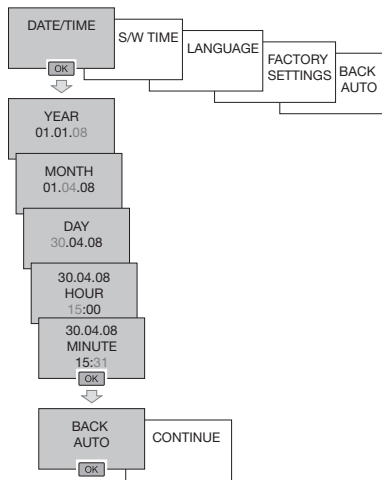 DATE/TIME
S/W TIME
LANGUAGE
FACTORY
SETTINGS
BACK
AUTO
OK
YEAR
01.01.08
MONTH
01.04.08
DAY
30.04.08
30.04.08
HOUR
15:00
30.04.08
MINUTE
15:31
OK
BACK
AUTO
CONTINUE
OK